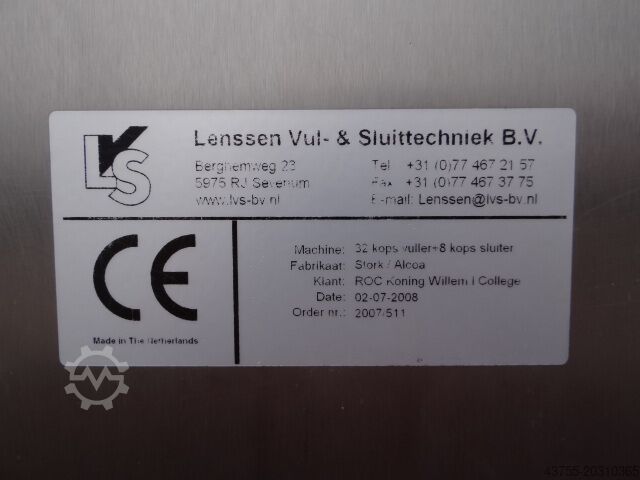 LVS
Lenssen Vul- & Sluittechniek B.V.
Berghemweg 23
5975 RJ Sevenum
www.lvs-bv.nl
Tel +31 (0)77 467 21 57
Fax +31 (0)77 467 37 75
E-mail: Lenssen@lvs-bv.nl
CE
Made in The Netherlands
Machine: 32 kops vuller+8 kops sluiter
Fabrikaat: Stork / Alcoa
Klant: ROC Koning Willem I College
Date: 02-07-2008
Order nr.: 2007/511
43755-20310365